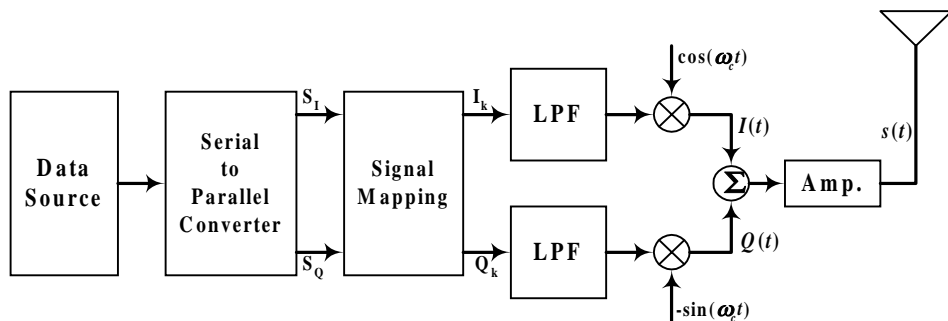 Data
Source
Serial
to
Parallel
Converter
S_I
S_Q
Signal
Mapping
I_k
Q_k
LPF
LPF
cos(ω_c t)
-sin(ω_c t)
I(t)
Q(t)
Σ
Amp.
s(t)